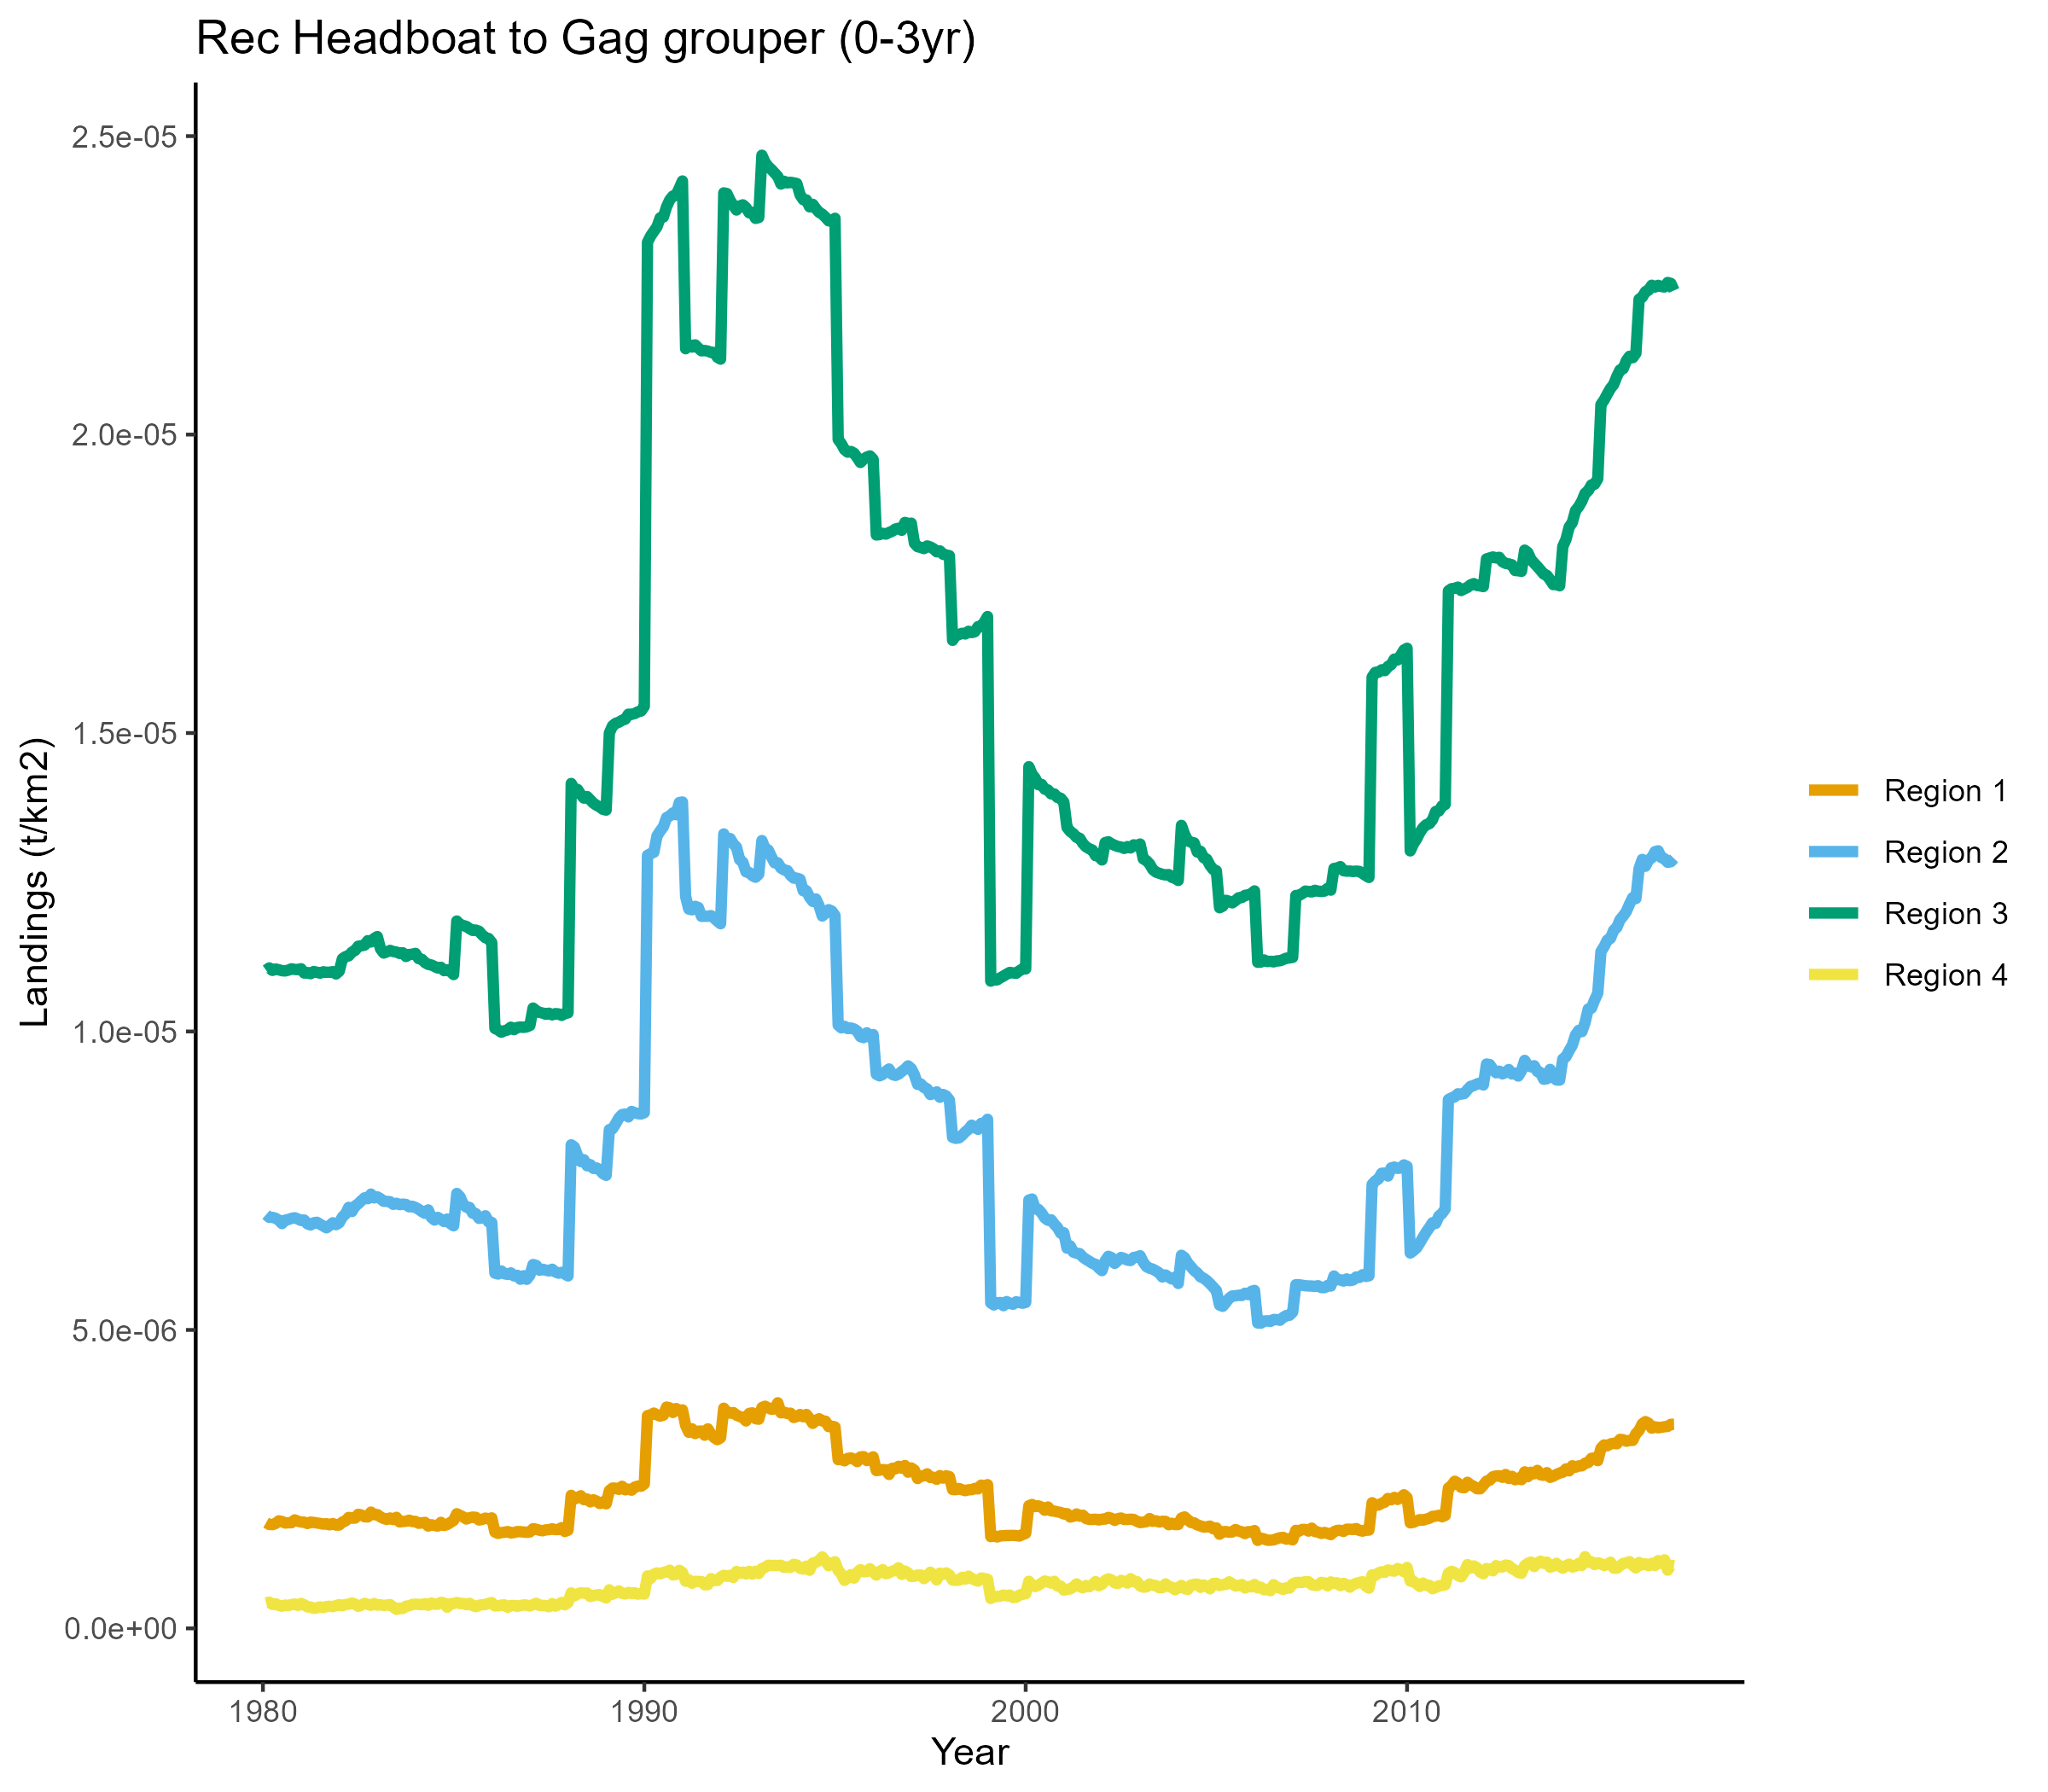 Rec Headboat to Gag grouper (0-3yr)
Landings (t/km2)
2.5e-05
2.0e-05
1.5e-05
1.0e-05
5.0e-06
0.0e+00
1980
1990
2000
2010
Year
Region 1
Region 2
Region 3
Region 4